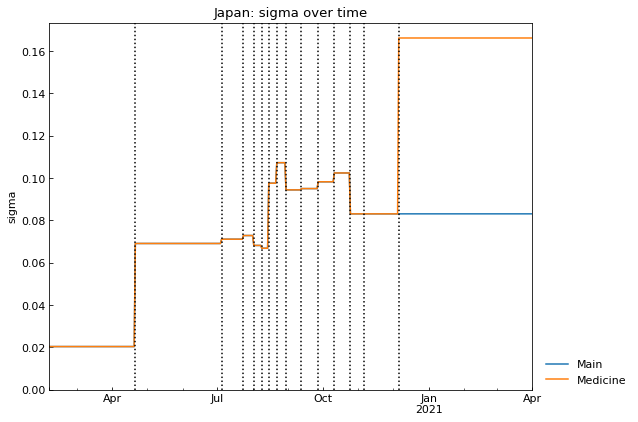 Japan: sigma over time
sigma
0.16
0.14
0.12
0.10
0.08
0.06
0.04
0.02
0.00
Apr
Jul
Oct
Jan
2021
Apr
Main
Medicine